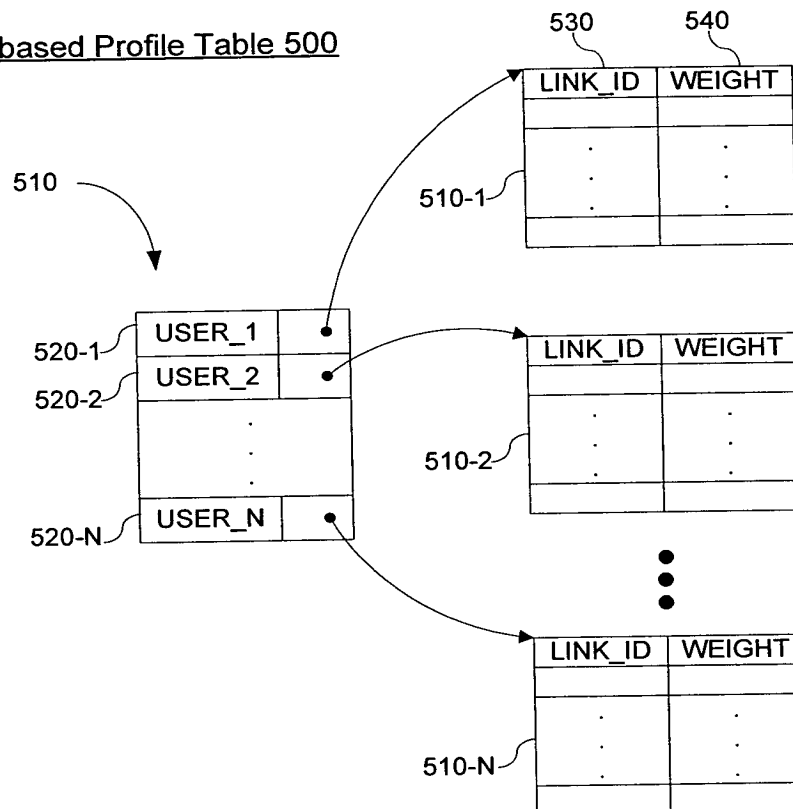 based Profile Table 500
530
540
LINK_ID WEIGHT
510-1
510
520-1
USER_1
520-2
USER_2
520-N
USER_N
LINK_ID WEIGHT
510-2
LINK_ID WEIGHT
510-N